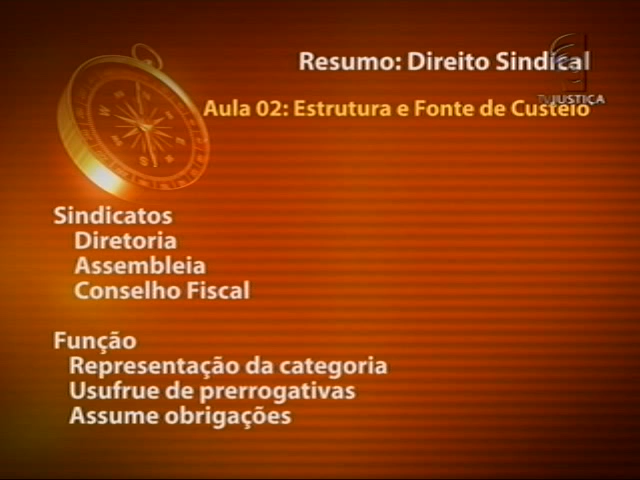 Resumo: Direito Sindical
TV JUSTIÇA
Aula 02: Estrutura e Fonte de Custeio
Sindicatos
Diretoria
Assembleia
Conselho Fiscal
Função
Representação da categoria
Usufrue de prerrogativas
Assume obrigações